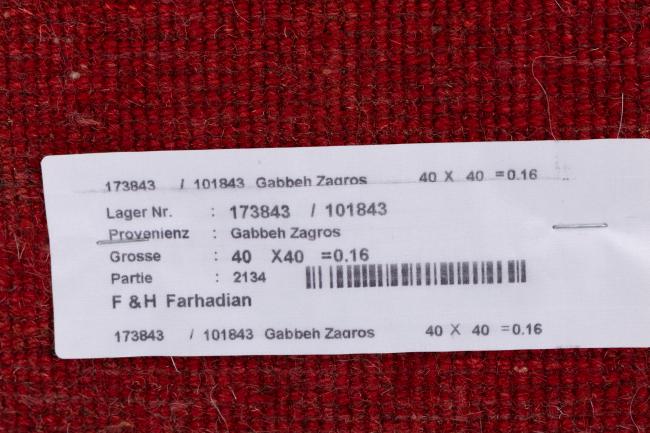 173843 / 101843 Gabbeh Zagros 40 X 40 =0.16
Lager Nr. : 173843 / 101843
Provenienz : Gabbeh Zagros
Grosse : 40 X40 =0.16
Partie : 2134
F & H Farhadian
173843 / 101843 Gabbeh Zagros 40 X 40 =0.16